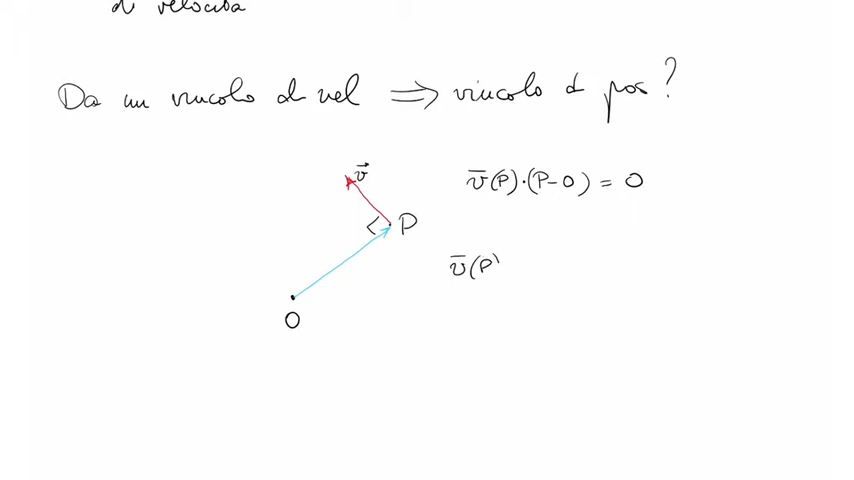 di velocità
Da un vincolo di vel ⟹ vincolo di pos?
v⃗
v̅(P)·(P-O) = 0
P
v̅(P)
O